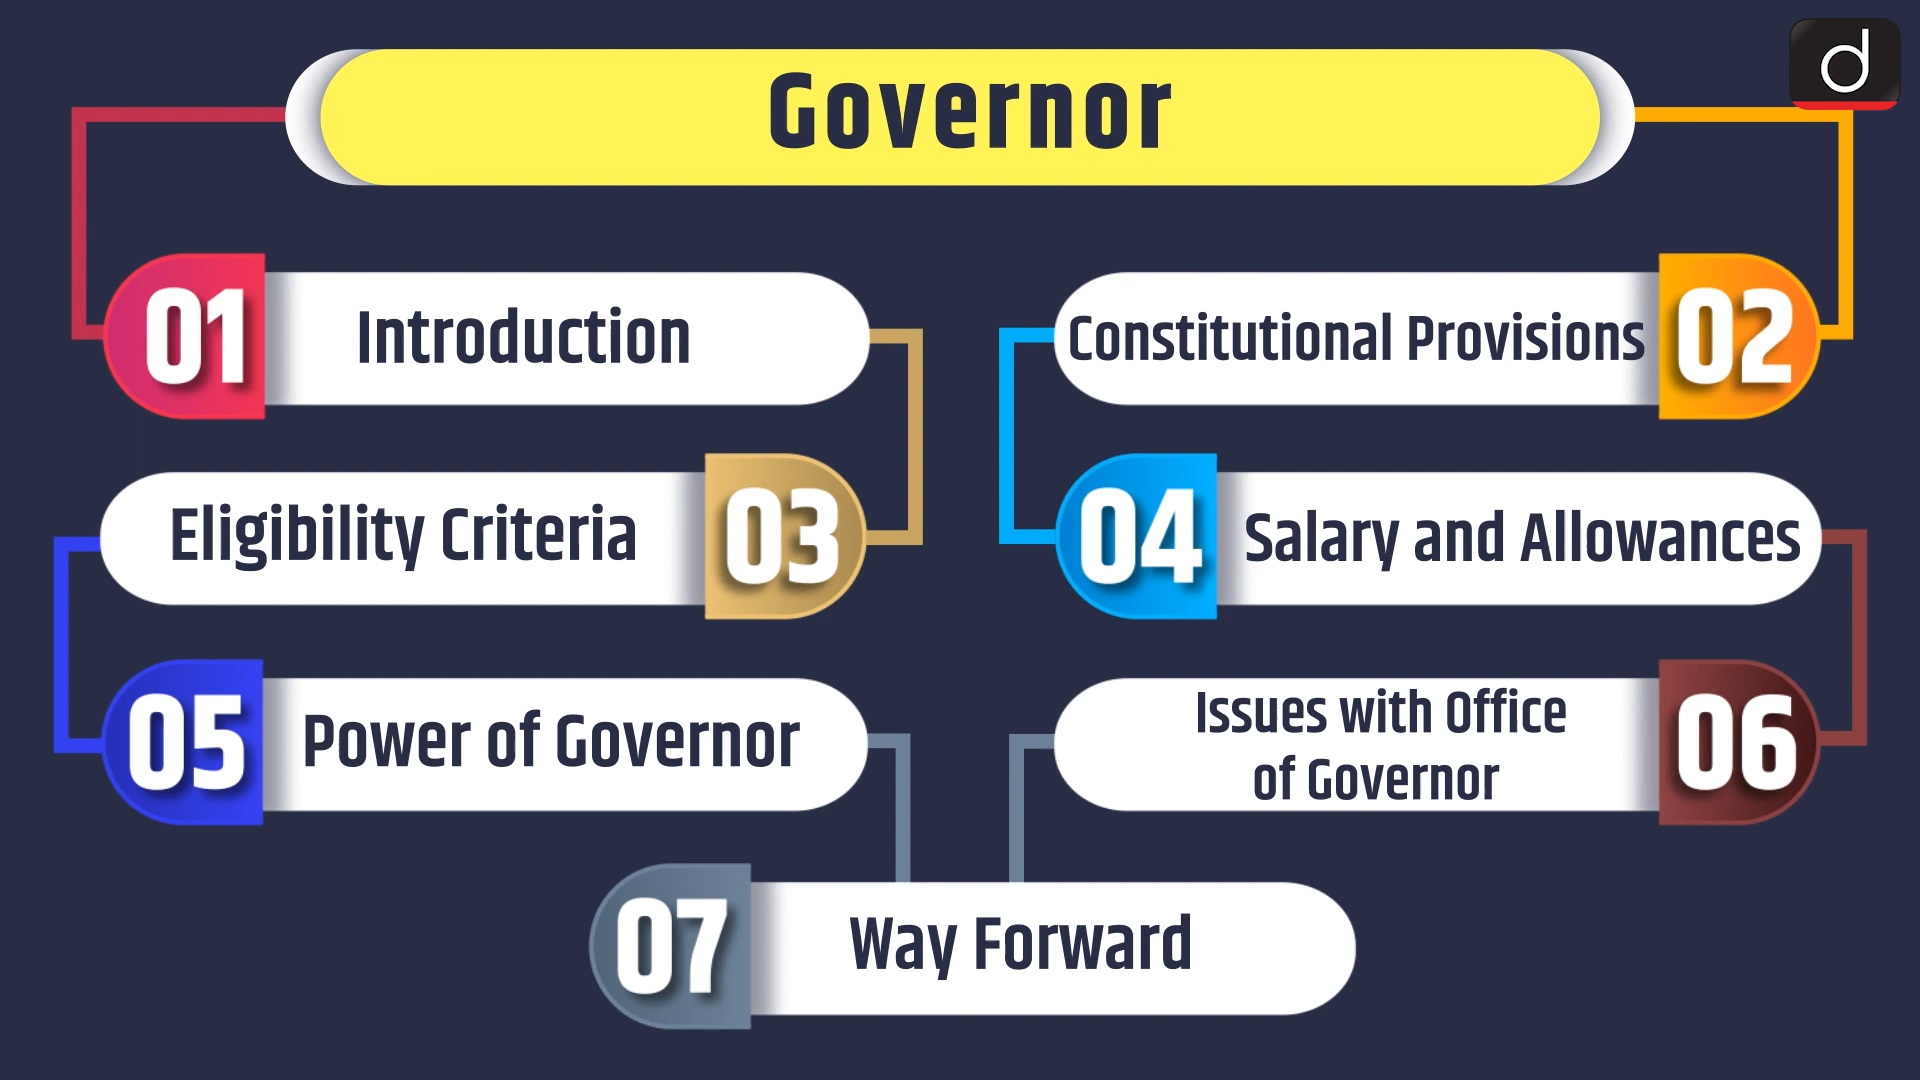 Governor
d
01 Introduction
Constitutional Provisions 02
Eligibility Criteria 03
04 Salary and Allowances
05 Power of Governor
Issues with Office
of Governor 06
07 Way Forward